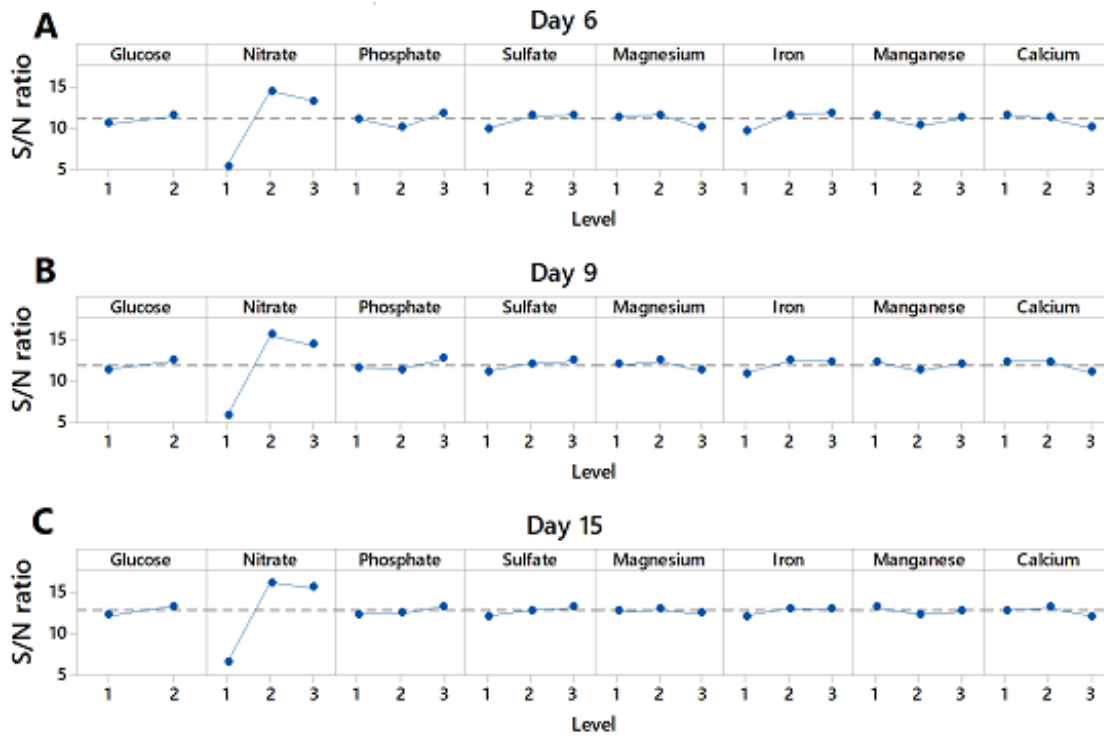 A
Day 6
Glucose Nitrate Phosphate Sulfate Magnesium Iron Manganese Calcium
S/N ratio
15
10
5
1 2 1 2 3 1 2 3 1 2 3 1 2 3 1 2 3 1 2 3 1 2 3
Level
B
Day 9
Glucose Nitrate Phosphate Sulfate Magnesium Iron Manganese Calcium
S/N ratio
15
10
5
1 2 1 2 3 1 2 3 1 2 3 1 2 3 1 2 3 1 2 3 1 2 3
Level
C
Day 15
Glucose Nitrate Phosphate Sulfate Magnesium Iron Manganese Calcium
S/N ratio
15
10
5
1 2 1 2 3 1 2 3 1 2 3 1 2 3 1 2 3 1 2 3 1 2 3
Level